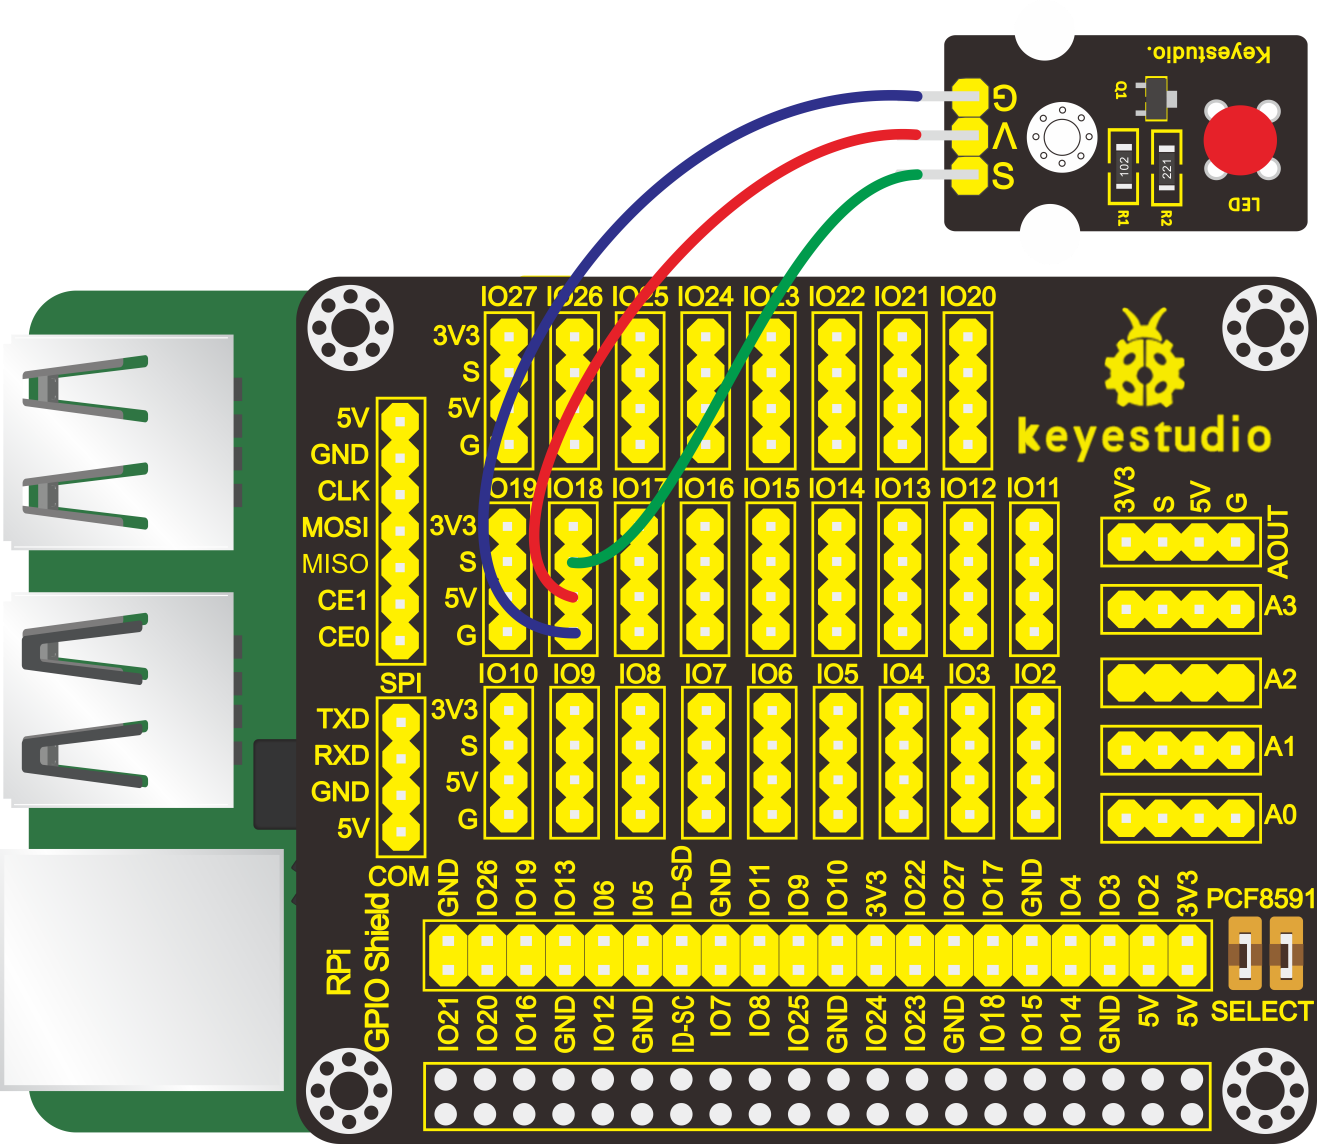 Keyestudio.
G
V
S
Q1
102
221
R1
R2
LED
IO27 IO26 IO25 IO24 IO23 IO22 IO21 IO20
3V3
S
5V
G
keyestudio
5V
GND
CLK
MOSI
MISO
CE1
CE0
SPI
IO19 IO18 IO17 IO16 IO15 IO14 IO13 IO12 IO11
3V3
S
5V
G
3V3 S 5V G
AOUT
A3
A2
A1
A0
IO10 IO9 IO8 IO7 IO6 IO5 IO4 IO3 IO2
3V3
S
5V
G
TXD
RXD
GND
5V
COM
RPi
GPIO Shield
GND IO26 IO19 IO13 IO6 IO5 ID-SD GND IO11 IO9 IO10 3V3 IO22 IO27 IO17 GND IO4 IO3 IO2 3V3
IO21 IO20 IO16 GND IO12 GND ID-SC IO7 IO8 IO25 GND IO24 IO23 GND IO18 IO15 IO14 GND 5V 5V
PCF8591
SELECT